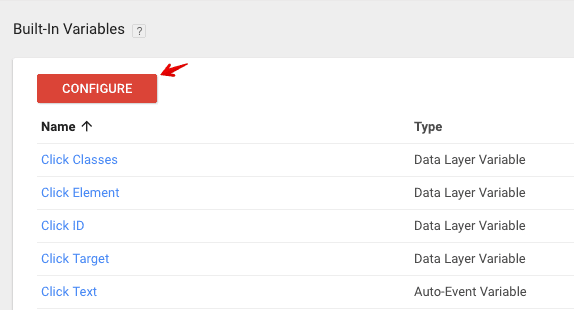 Built-In Variables ?
CONFIGURE
Name Type
Click Classes Data Layer Variable
Click Element Data Layer Variable
Click ID Data Layer Variable
Click Target Data Layer Variable
Click Text Auto-Event Variable